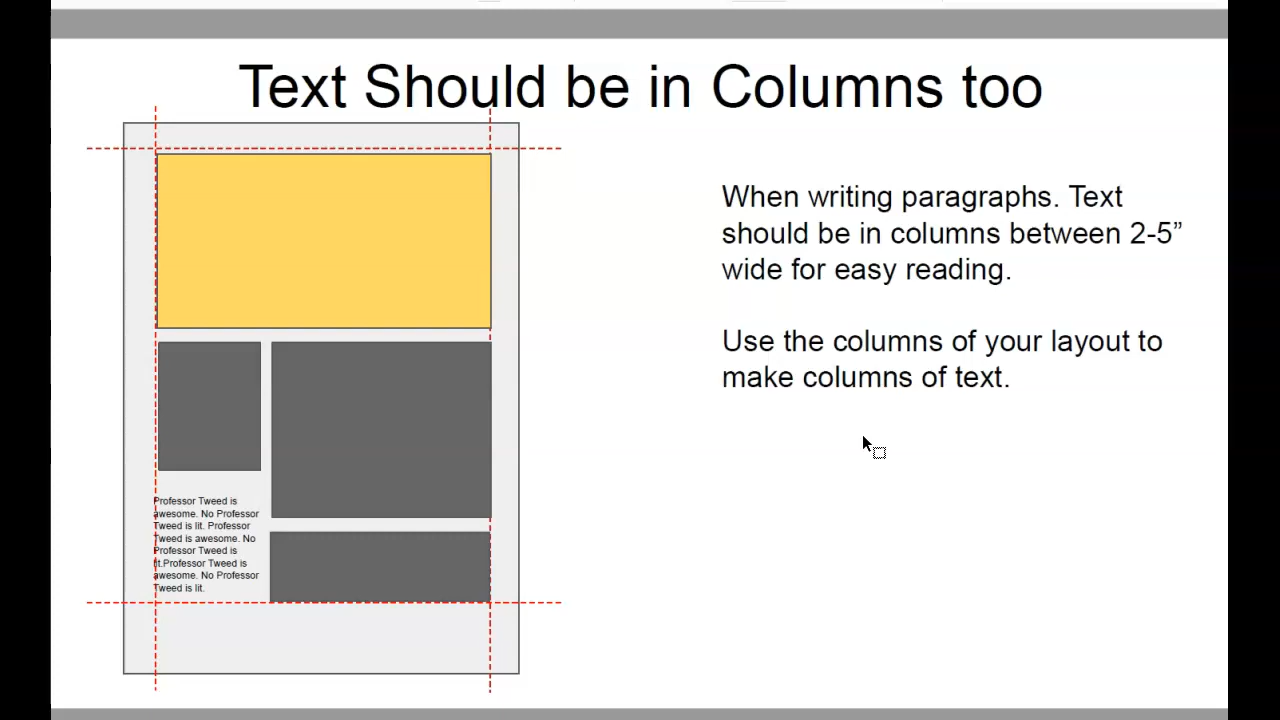 Text Should be in Columns too
When writing paragraphs. Text
should be in columns between 2-5”
wide for easy reading.
Use the columns of your layout to
make columns of text.
Professor Tweed is
awesome. No Professor
Tweed is lit. Professor
Tweed is awesome. No
Professor Tweed is
lit.Professor Tweed is
awesome. No Professor
Tweed is lit.